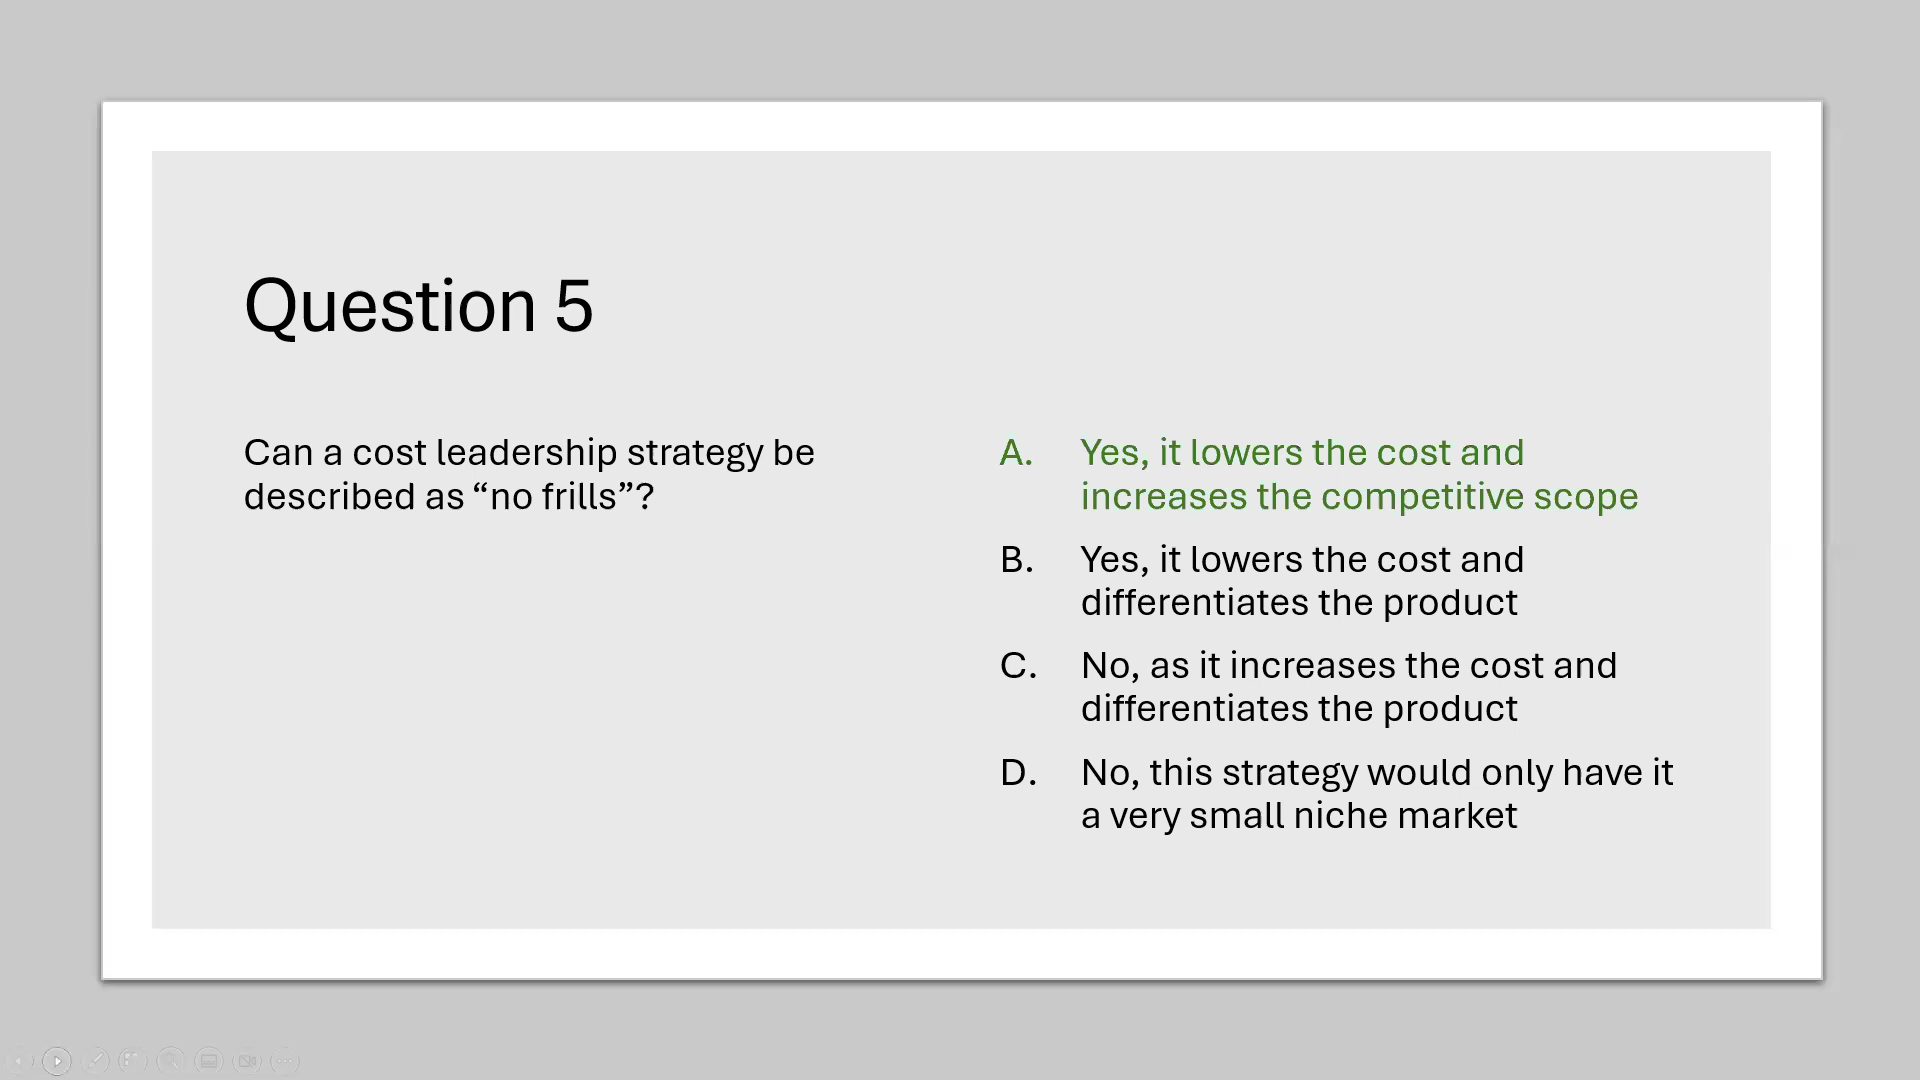 Question 5
Can a cost leadership strategy be
described as “no frills”?
A. Yes, it lowers the cost and
increases the competitive scope
B. Yes, it lowers the cost and
differentiates the product
C. No, as it increases the cost and
differentiates the product
D. No, this strategy would only have it
a very small niche market